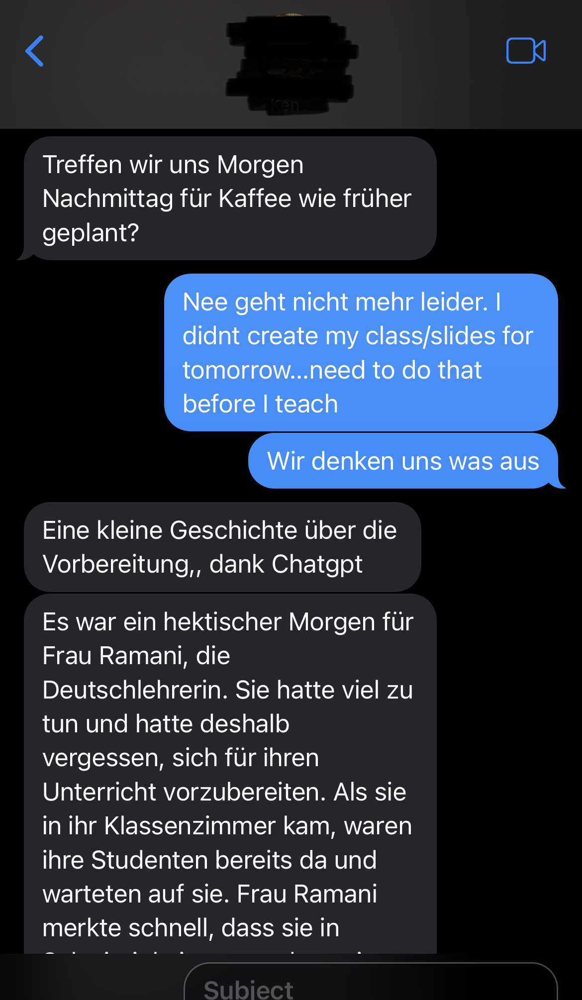 Treffen wir uns Morgen
Nachmittag für Kaffee wie früher
geplant?
Nee geht nicht mehr leider. I
didnt create my class/slides for
tomorrow...need to do that
before I teach
Wir denken uns was aus
Eine kleine Geschichte über die
Vorbereitung,, dank Chatgpt
Es war ein hektischer Morgen für
Frau Ramani, die
Deutschlehrerin. Sie hatte viel zu
tun und hatte deshalb
vergessen, sich für ihren
Unterricht vorzubereiten. Als sie
in ihr Klassenzimmer kam, waren
ihre Studenten bereits da und
warteten auf sie. Frau Ramani
merkte schnell, dass sie in
Subject